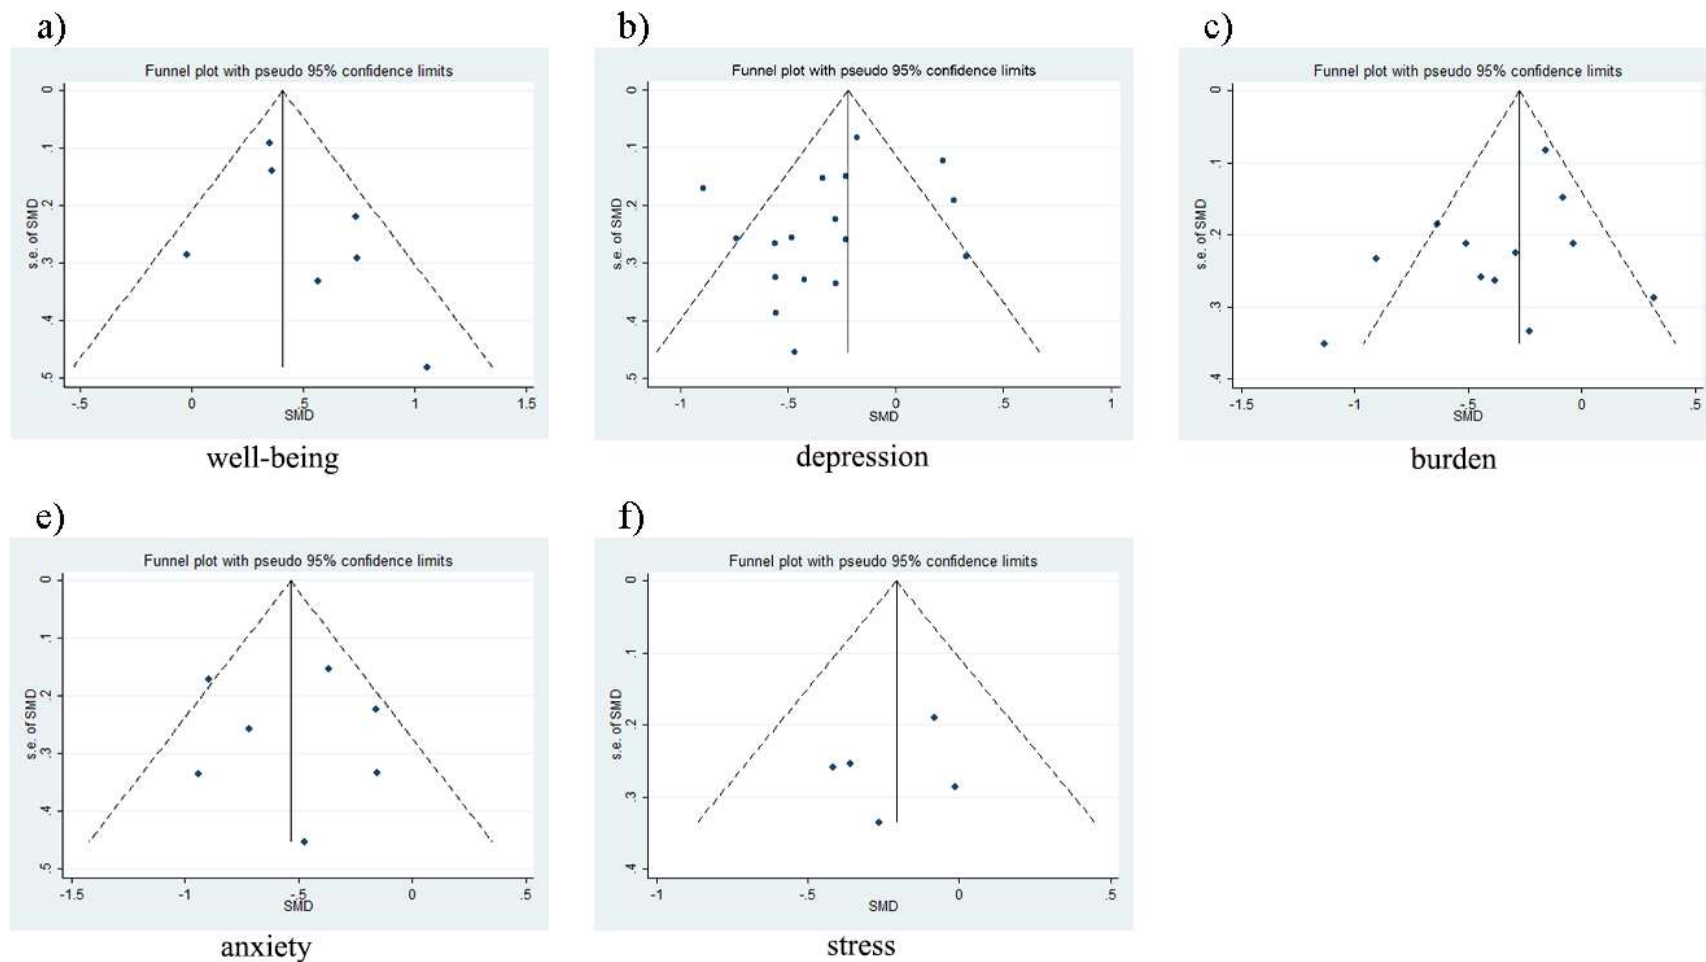 a)
Funnel plot with pseudo 95% confidence limits
s.e. of SMD
0
.1
.2
.3
.4
.5
-.5 0 .5 1 1.5
SMD
well-being
b)
Funnel plot with pseudo 95% confidence limits
s.e. of SMD
0
.1
.2
.3
.4
.5
-1 -.5 0 .5 1
SMD
depression
c)
Funnel plot with pseudo 95% confidence limits
s.e. of SMD
0
.1
.2
.3
.4
-1.5 -1 -.5 0 .5
SMD
burden
e)
Funnel plot with pseudo 95% confidence limits
s.e. of SMD
0
.1
.2
.3
.4
.5
-1.5 -1 -.5 0 .5
SMD
anxiety
f)
Funnel plot with pseudo 95% confidence limits
s.e. of SMD
0
.1
.2
.3
.4
-1 -.5 0 .5
SMD
stress